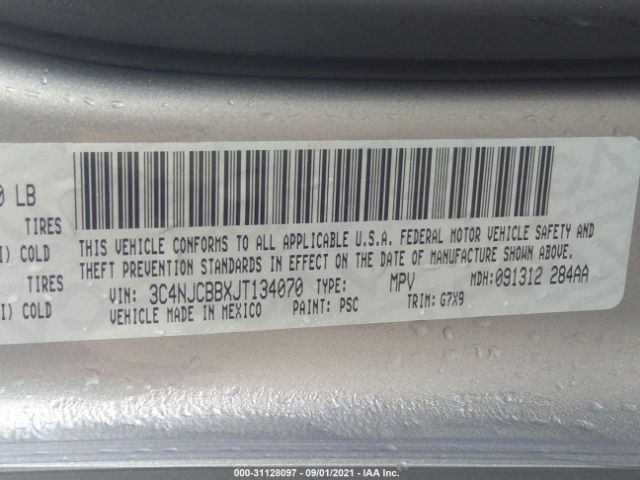 0 LB
TIRES
I) COLD
TIRES
I) COLD
THIS VEHICLE CONFORMS TO ALL APPLICABLE U.S.A. FEDERAL MOTOR VEHICLE SAFETY AND
THEFT PREVENTION STANDARDS IN EFFECT ON THE DATE OF MANUFACTURE SHOWN ABOVE.
VIN: 3C4NJCBBXJT134070 TYPE: MPV MDH:091312 284AA
VEHICLE MADE IN MEXICO PAINT: PSC TRIM: G7X9
000-31128097 - 09/01/2021 - IAA Inc.